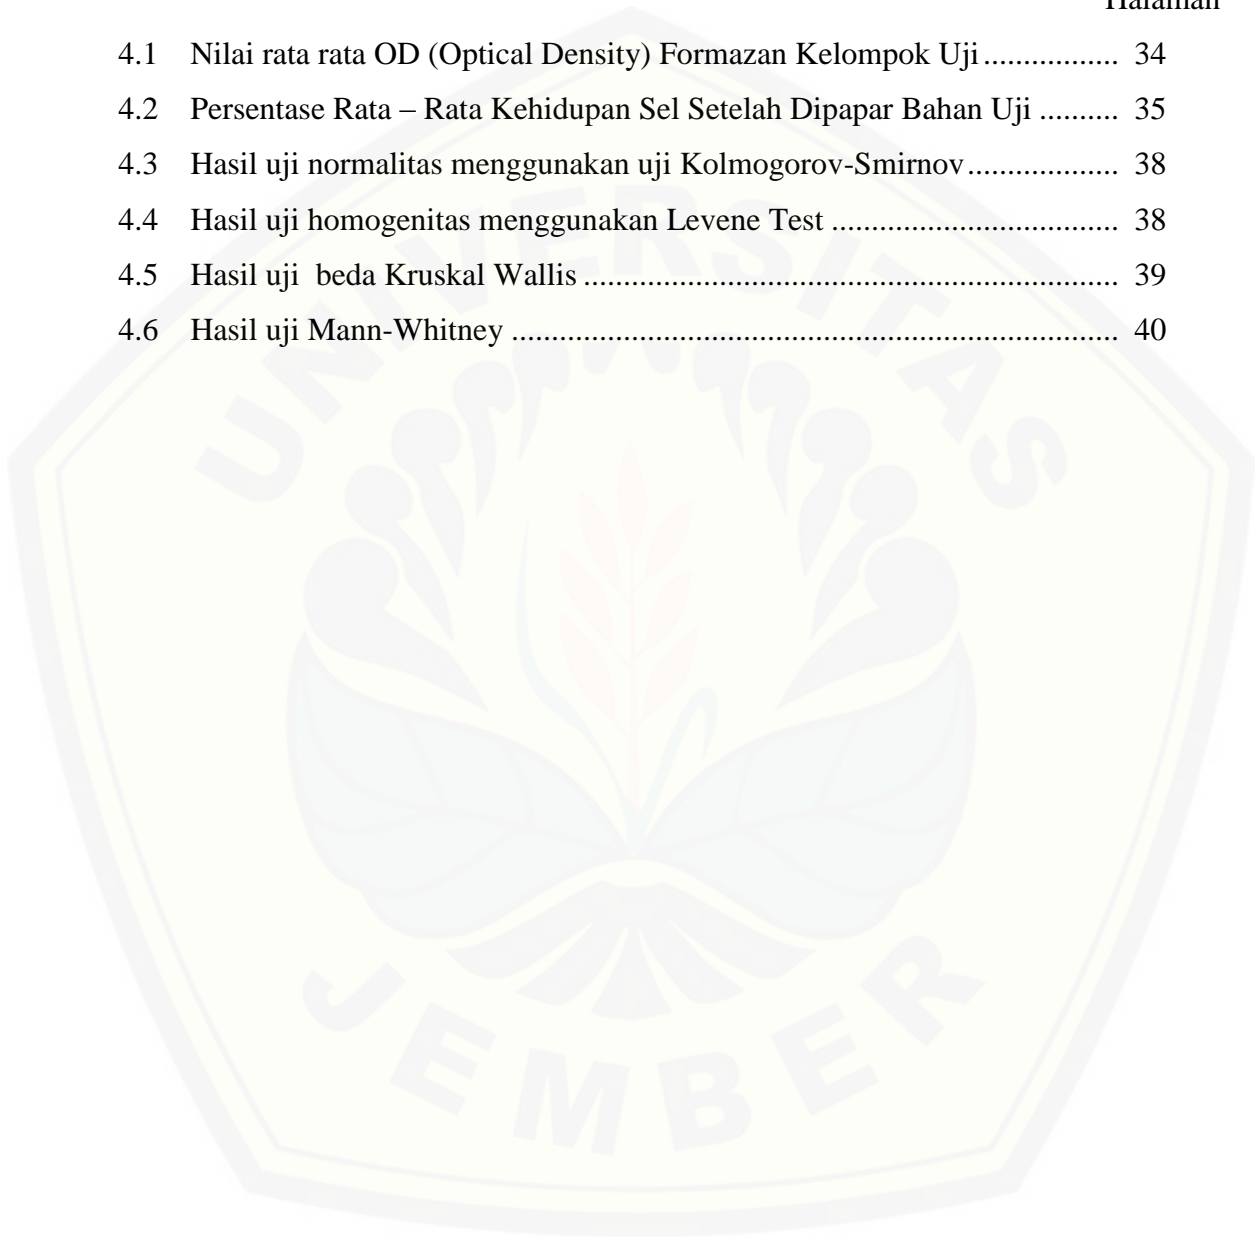 Halaman
4.1 Nilai rata rata OD (Optical Density) Formazan Kelompok Uji ................. 34
4.2 Persentase Rata – Rata Kehidupan Sel Setelah Dipapar Bahan Uji .......... 35
4.3 Hasil uji normalitas menggunakan uji Kolmogorov-Smirnov ................... 38
4.4 Hasil uji homogenitas menggunakan Levene Test .................................... 38
4.5 Hasil uji beda Kruskal Wallis ................................................................... 39
4.6 Hasil uji Mann-Whitney ............................................................................ 40
UNIVERSITAS
JEMBER